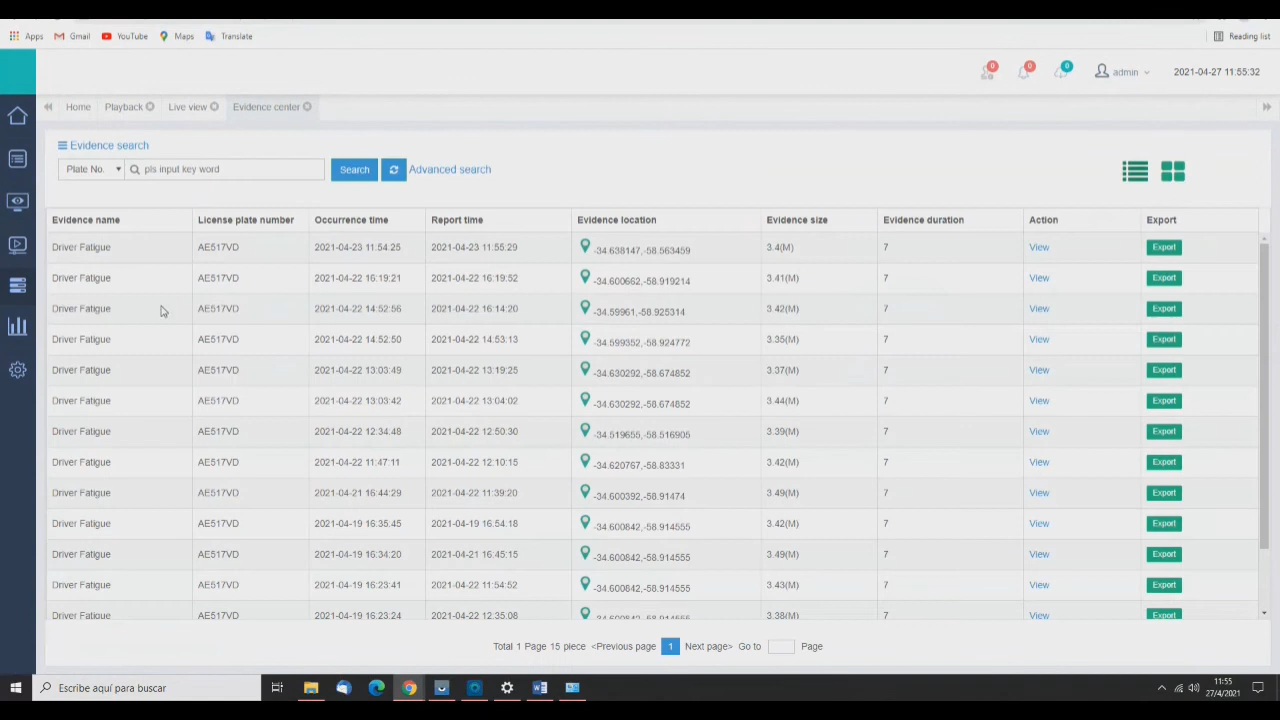 Apps Gmail YouTube Maps Translate Reading list
0 0 0 admin 2021-04-27 11:55:32
Home Playback Live view Evidence center
Evidence search
Plate No. pls input key word Search Advanced search
Evidence name License plate number Occurrence time Report time Evidence location Evidence size Evidence duration Action Export
Driver Fatigue AE517VD 2021-04-23 11:54:25 2021-04-23 11:55:29 -34.638147,-58.563459 3.4(M) 7 View Export
Driver Fatigue AE517VD 2021-04-22 16:19:21 2021-04-22 16:19:52 -34.600662,-58.919214 3.41(M) 7 View Export
Driver Fatigue AE517VD 2021-04-22 14:52:56 2021-04-22 16:14:20 -34.59961,-58.925314 3.42(M) 7 View Export
Driver Fatigue AE517VD 2021-04-22 14:52:50 2021-04-22 14:53:13 -34.599352,-58.924772 3.35(M) 7 View Export
Driver Fatigue AE517VD 2021-04-22 13:03:49 2021-04-22 13:19:25 -34.630292,-58.674852 3.37(M) 7 View Export
Driver Fatigue AE517VD 2021-04-22 13:03:42 2021-04-22 13:04:02 -34.630292,-58.674852 3.44(M) 7 View Export
Driver Fatigue AE517VD 2021-04-22 12:34:48 2021-04-22 12:50:30 -34.519655,-58.516905 3.39(M) 7 View Export
Driver Fatigue AE517VD 2021-04-22 11:47:11 2021-04-22 12:10:15 -34.620767,-58.83331 3.42(M) 7 View Export
Driver Fatigue AE517VD 2021-04-21 16:44:29 2021-04-22 11:39:20 -34.600392,-58.91474 3.49(M) 7 View Export
Driver Fatigue AE517VD 2021-04-19 16:35:45 2021-04-19 16:54:18 -34.600842,-58.914555 3.42(M) 7 View Export
Driver Fatigue AE517VD 2021-04-19 16:34:20 2021-04-21 16:45:15 -34.600842,-58.914555 3.49(M) 7 View Export
Driver Fatigue AE517VD 2021-04-19 16:23:41 2021-04-22 11:54:52 -34.600842,-58.914555 3.43(M) 7 View Export
Driver Fatigue AE517VD 2021-04-19 16:23:24 2021-04-22 12:35:08 -34.600842,-58.914555 3.38(M) 7 View Export
Total 1 Page 15 piece <Previous page 1 Next page> Go to Page
Escribe aquí para buscar 11:55
27/4/2021